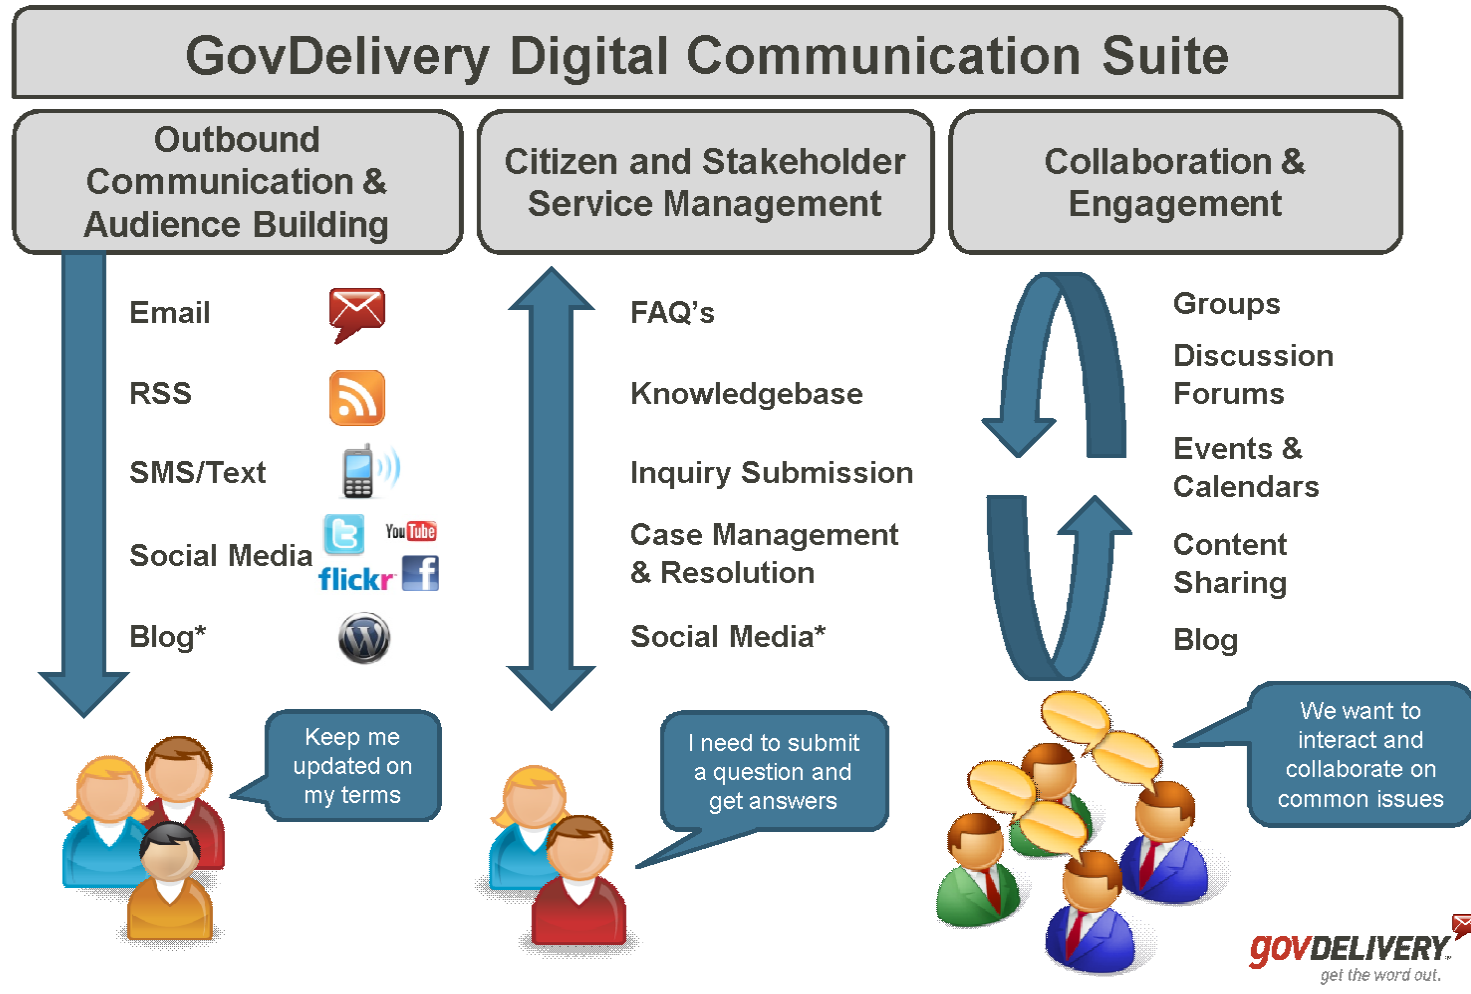 GovDelivery Digital Communication Suite
Outbound
Communication &
Audience Building
Email
RSS
SMS/Text
Social Media
You Tube
flickr
f
Blog*
Keep me
updated on
my terms
Citizen and Stakeholder
Service Management
FAQ’s
Knowledgebase
Inquiry Submission
Case Management
& Resolution
Social Media*
I need to submit
a question and
get answers
Collaboration &
Engagement
Groups
Discussion
Forums
Events &
Calendars
Content
Sharing
Blog
We want to
interact and
collaborate on
common issues
govDELIVERY
get the word out.